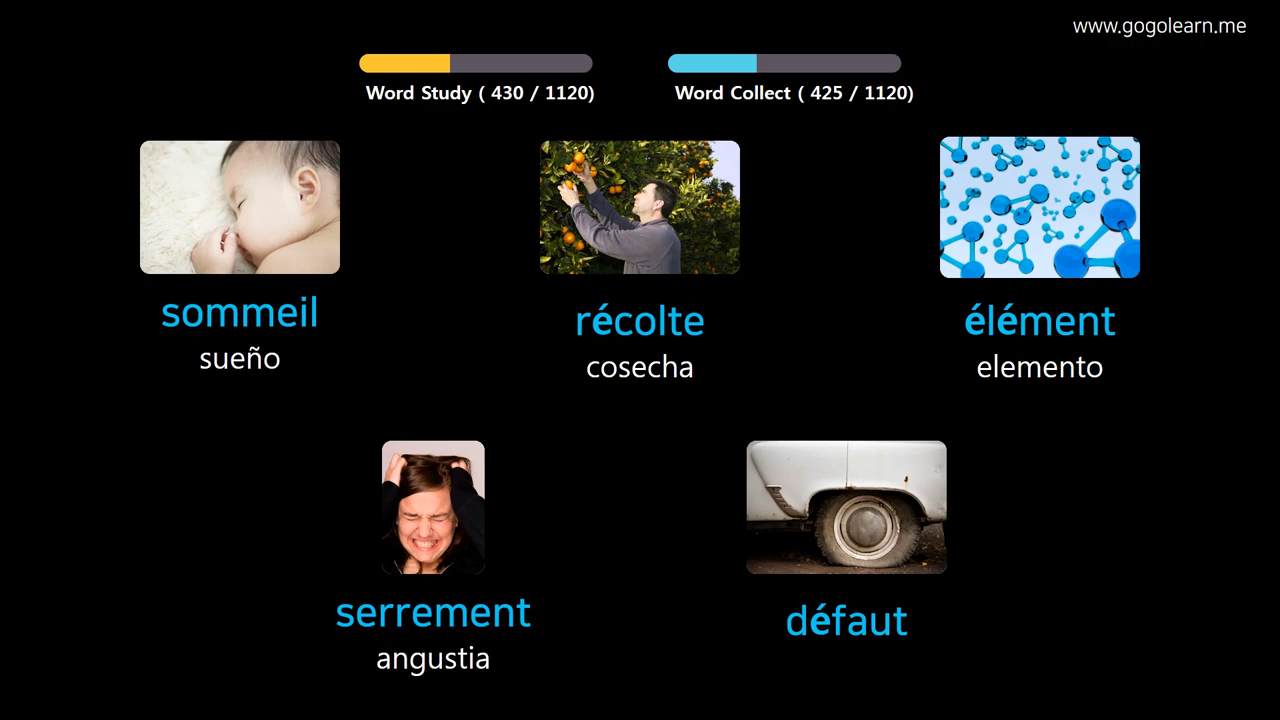 www.gogolearn.me
Word Study ( 430 / 1120)
Word Collect ( 425 / 1120)
sommeil
sueño
récolte
cosecha
élément
elemento
serrement
angustia
défaut